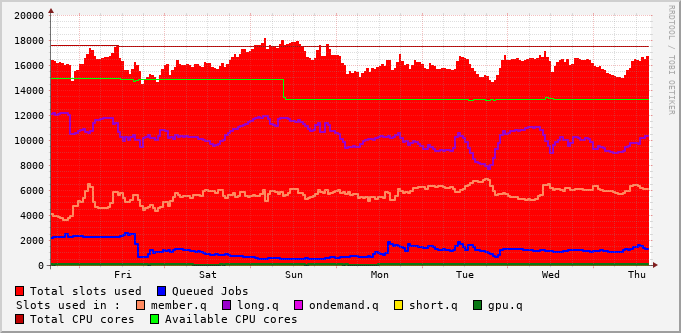 20000
18000
16000
14000
12000
10000
8000
6000
4000
2000
0
Fri Sat Sun Mon Tue Wed Thu
Total slots used Queued Jobs
Slots used in : member.q long.q ondemand.q short.q gpu.q
Total CPU cores Available CPU cores
RRDTOOL / TOBI OETIKER